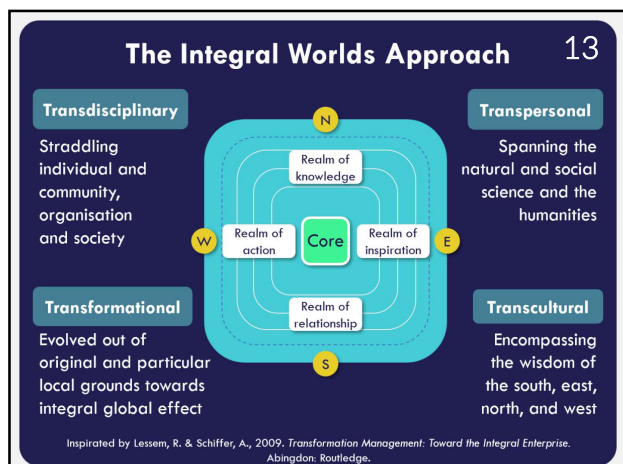 The Integral Worlds Approach
13
Transdisciplinary
Straddling
individual and
community,
organisation
and society
Transpersonal
Spanning the
natural and social
science and the
humanities
N
Realm of
knowledge
W
Realm of
action
Core
Realm of
inspiration
E
Realm of
relationship
S
Transformational
Evolved out of
original and particular
local grounds towards
integral global effect
Transcultural
Encompassing
the wisdom of
the south, east,
north, and west
Inspirated by Lessem, R. & Schiffer, A., 2009. Transformation Management: Toward the Integral Enterprise.
Abingdon: Routledge.